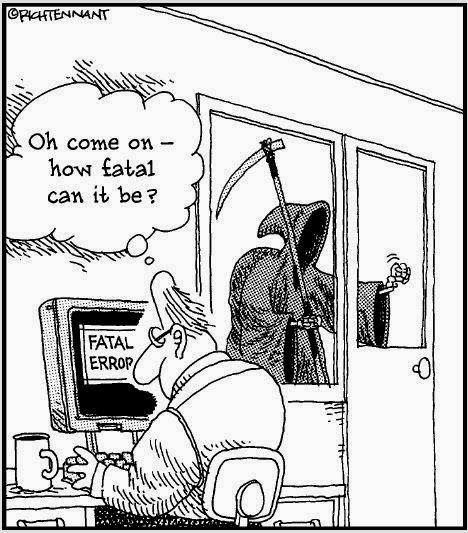 ©RICHTENNANT
Oh come on –
how fatal
can it be?
FATAL
ERROR